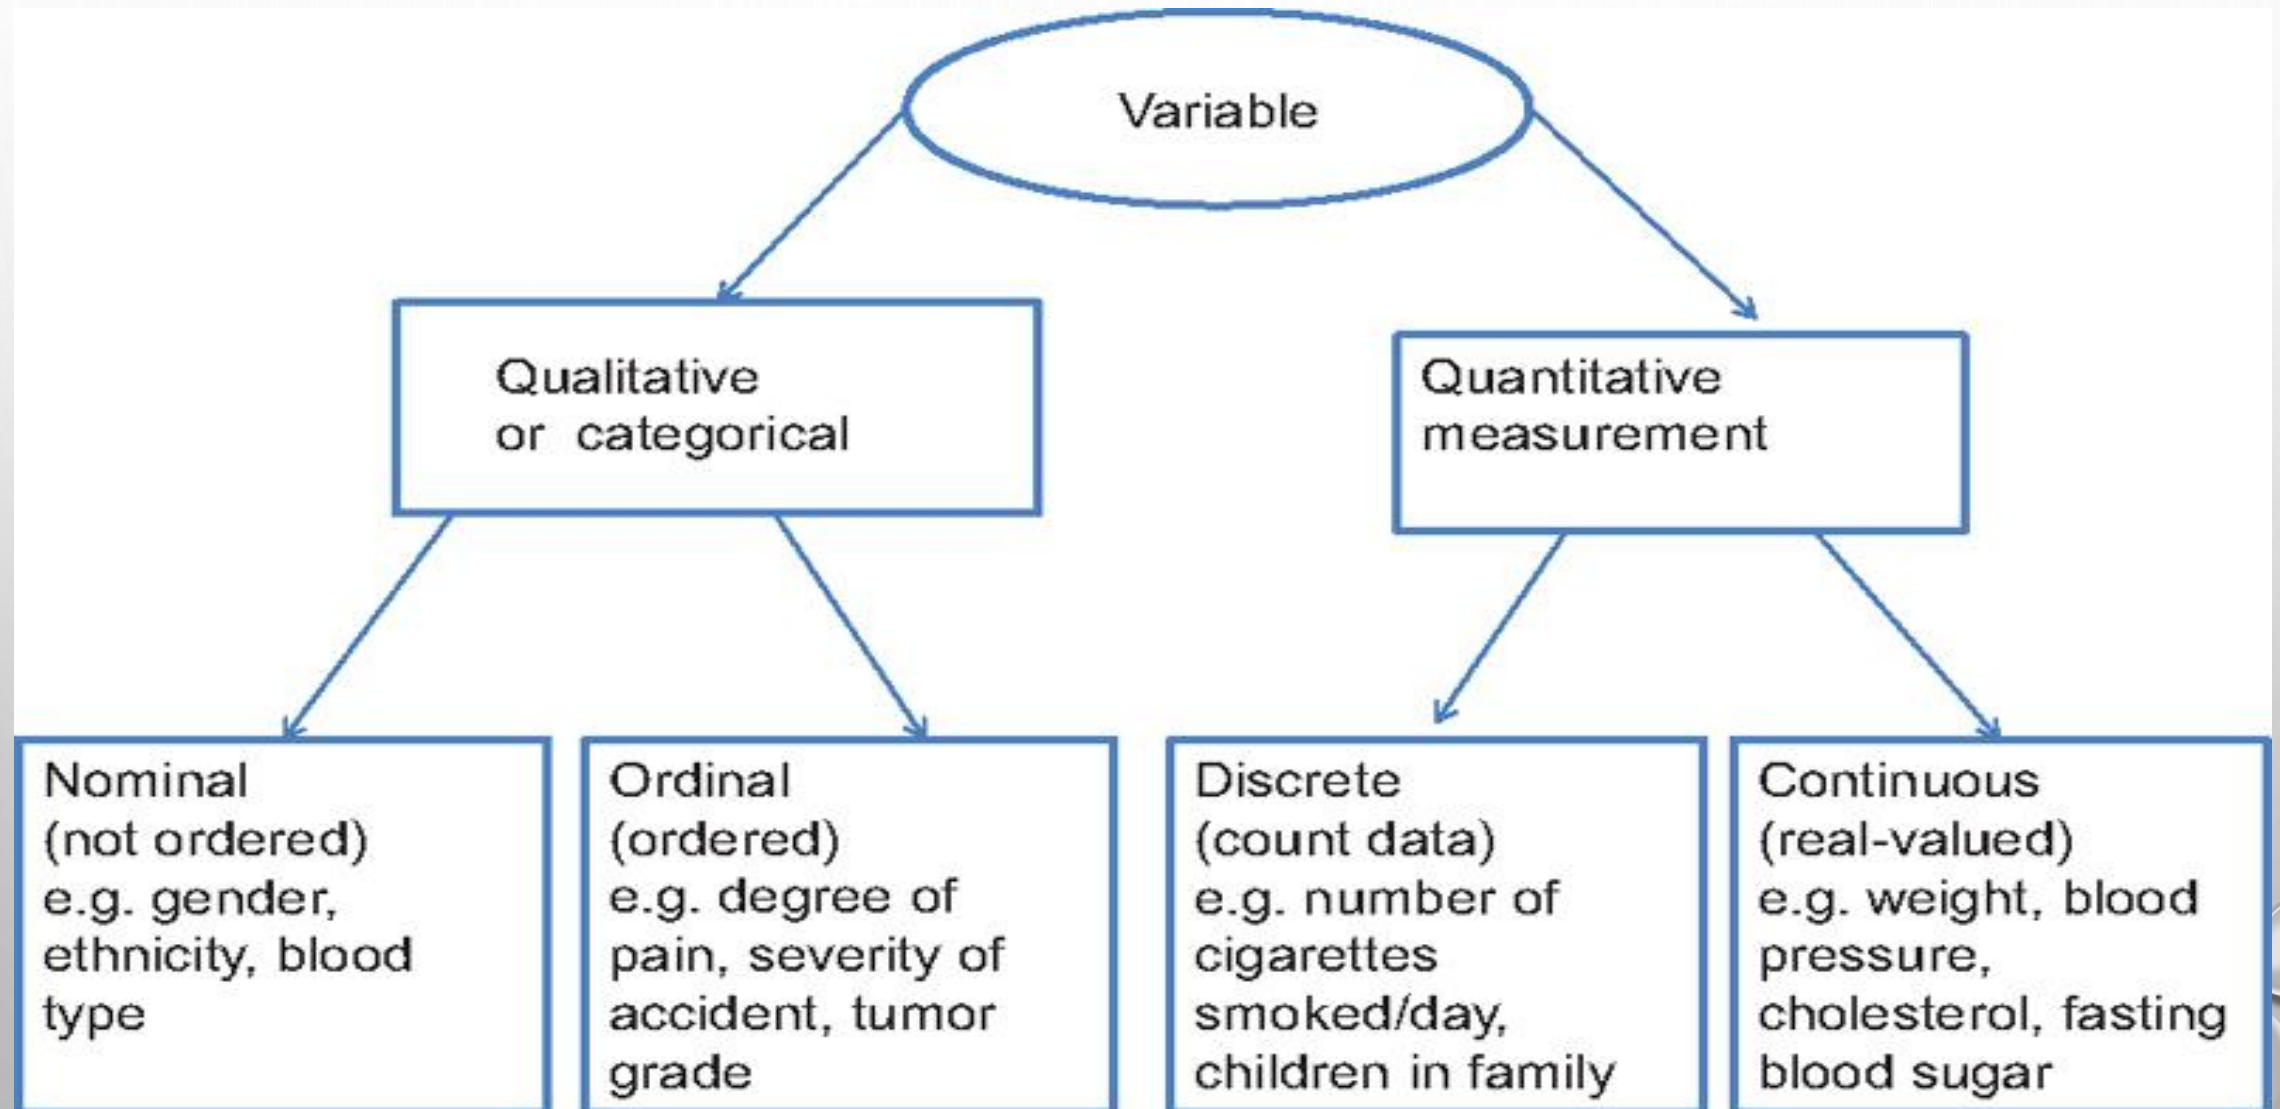 Variable
Qualitative
or categorical
Quantitative
measurement
Nominal
(not ordered)
e.g. gender,
ethnicity, blood
type
Ordinal
(ordered)
e.g. degree of
pain, severity of
accident, tumor
grade
Discrete
(count data)
e.g. number of
cigarettes
smoked/day,
children in family
Continuous
(real-valued)
e.g. weight, blood
pressure,
cholesterol, fasting
blood sugar